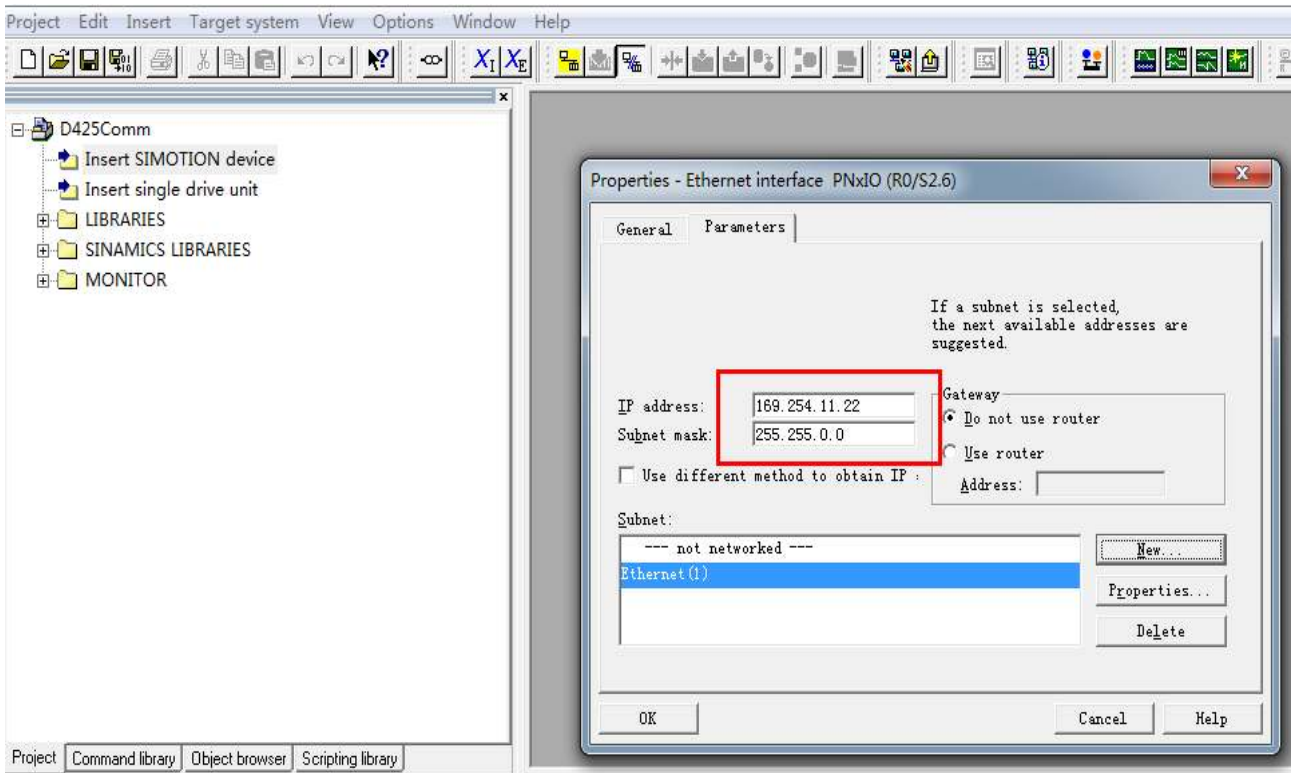 Project Edit Insert Target system View Options Window Help
XI XE
D425Comm
Insert SIMOTION device
Insert single drive unit
LIBRARIES
SINAMICS LIBRARIES
MONITOR
Project Command library Object browser Scripting library
Properties - Ethernet interface PNxIO (R0/S2.6)
General Parameters
If a subnet is selected,
the next available addresses are
suggested.
IP address: 169.254.11.22
Subnet mask: 255.255.0.0
Use different method to obtain IP
Gateway
Do not use router
Use router
Address:
Subnet:
--- not networked ---
Ethernet(1)
New...
Properties...
Delete
OK Cancel Help